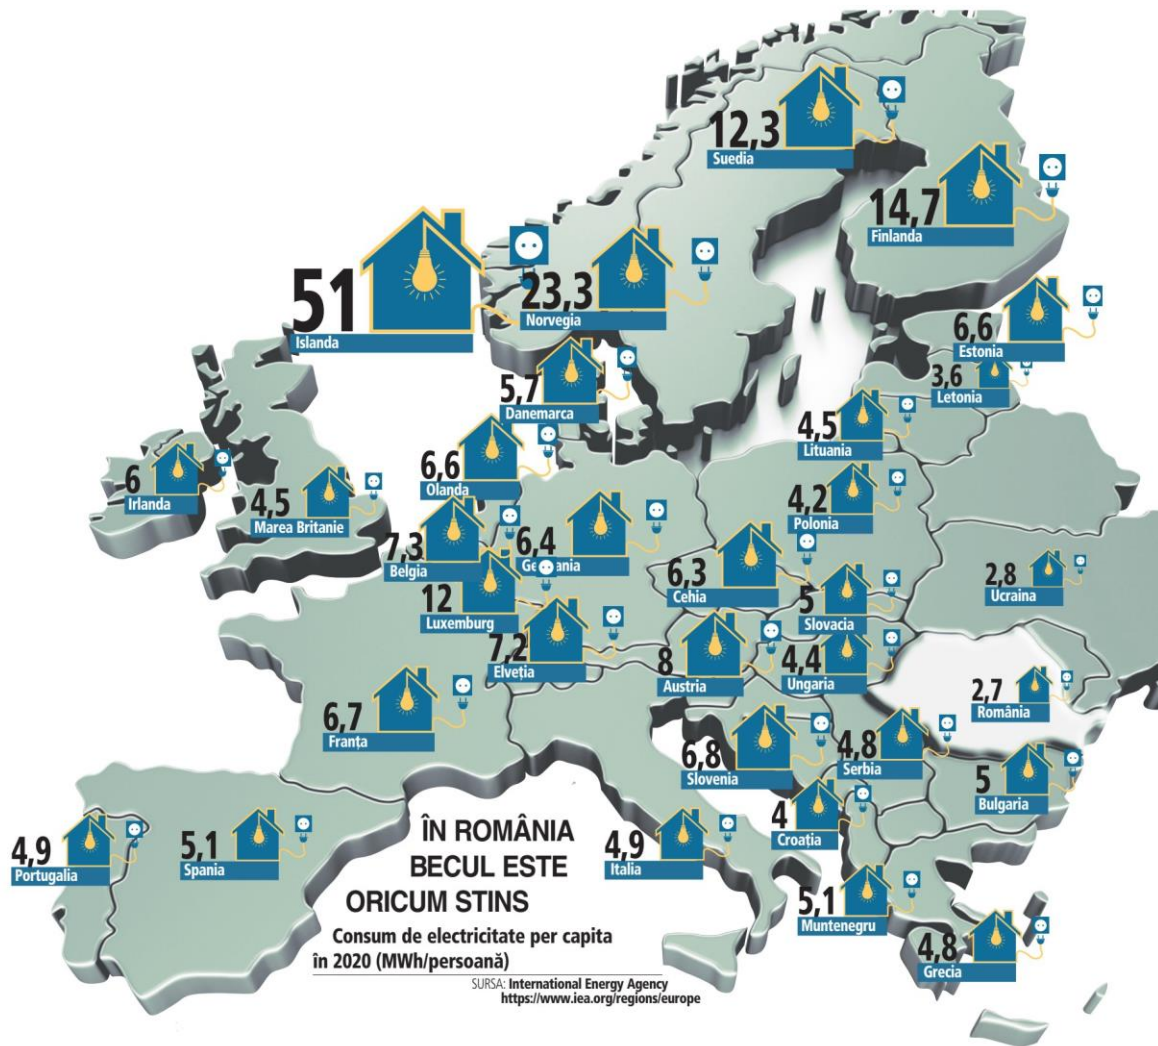 12,3
Suedia
14,7
Finlanda
51
Islanda
23,3
Norvegia
6,6
Estonia
3,6
Letonia
5,7
Danemarca
4,5
Lituania
6
Irlanda
4,5
Marea Britanie
6,6
Olanda
4,2
Polonia
7,3
Belgia
6,4
Germania
6,3
Cehia
2,8
Ucraina
12
Luxemburg
5
Slovacia
7,2
Elveția
8
Austria
4,4
Ungaria
2,7
România
6,7
Franța
6,8
Slovenia
4,8
Serbia
5
Bulgaria
4
Croația
4,9
Portugalia
5,1
Spania
4,9
Italia
5,1
Muntenegru
4,8
Grecia
ÎN ROMÂNIA
BECUL ESTE
ORICUM STINS
Consum de electricitate per capita
în 2020 (MWh/persoană)
SURSA: International Energy Agency
https://www.iea.org/regions/europe